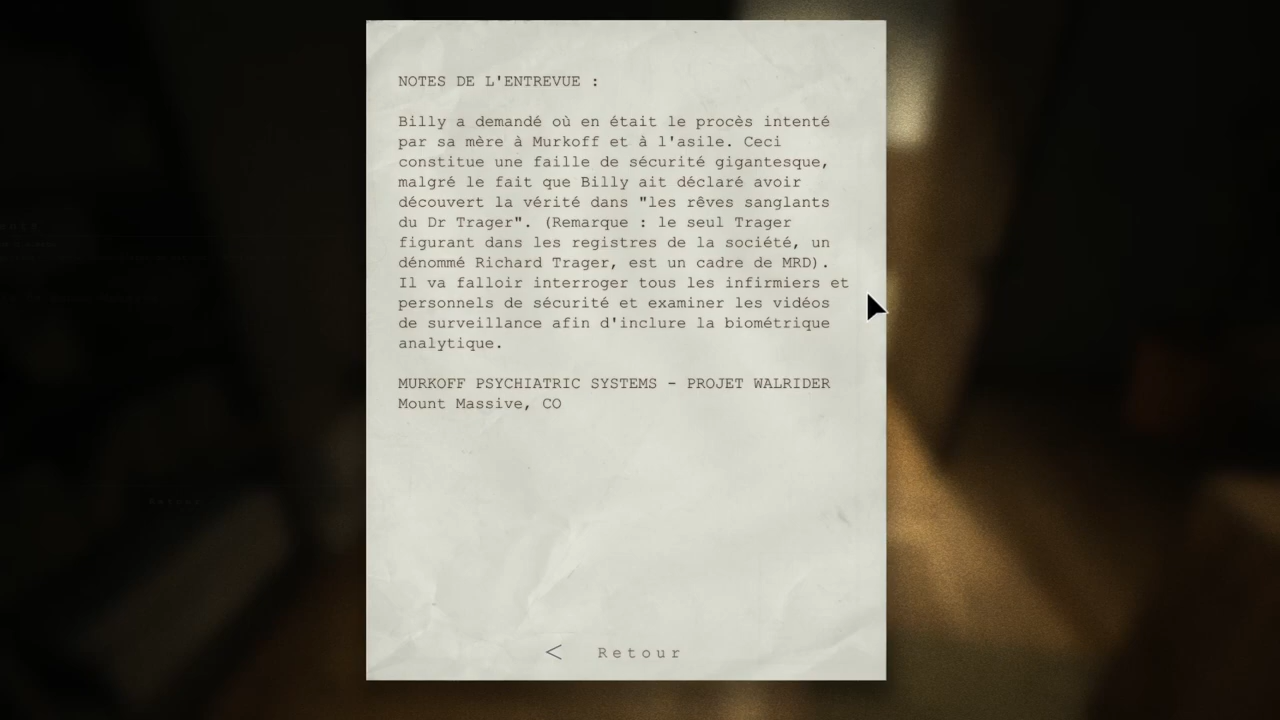 NOTES DE L'ENTREVUE :
Billy a demandé où en était le procès intenté
par sa mère à Murkoff et à l'asile. Ceci
constitue une faille de sécurité gigantesque,
malgré le fait que Billy ait déclaré avoir
découvert la vérité dans "les rêves sanglants
du Dr Trager". (Remarque : le seul Trager
figurant dans les registres de la société, un
dénommé Richard Trager, est un cadre de MRD).
Il va falloir interroger tous les infirmiers et
personnels de sécurité et examiner les vidéos
de surveillance afin d'inclure la biométrique
analytique.
MURKOFF PSYCHIATRIC SYSTEMS - PROJET WALRIDER
Mount Massive, CO
< Retour